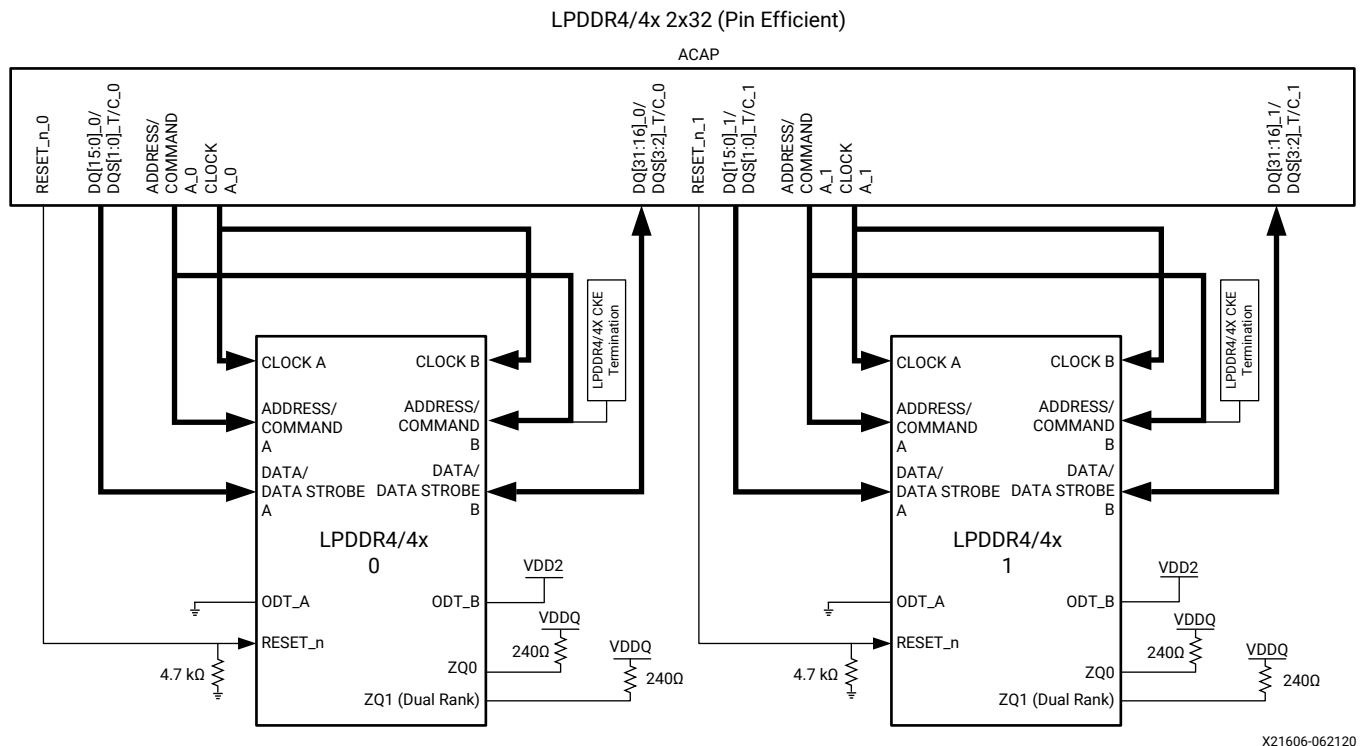 LPDDR4/4x 2x32 (Pin Efficient)
ACAP
RESET_n_0
DQ[15:0]_0/
DQS[1:0]_T/C_0
ADDRESS/
COMMAND
A_0
CLOCK
A_0
DQ[31:16]_0/
DQS[3:2]_T/C_0
RESET_n_1
DQ[15:0]_1/
DQS[1:0]_T/C_1
ADDRESS/
COMMAND
A_1
CLOCK
A_1
DQ[31:16]_1/
DQS[3:2]_T/C_1
CLOCK A
CLOCK B
ADDRESS/
COMMAND
A
ADDRESS/
COMMAND
B
DATA/
DATA STROBE
A
DATA/
DATA STROBE
B
LPDDR4/4x
0
ODT_A
ODT_B
RESET_n
ZQ0
ZQ1 (Dual Rank)
4.7 kΩ
VDD2
VDDQ
240Ω
VDDQ
240Ω
LPDDR4/4X CKE
Termination
CLOCK A
CLOCK B
ADDRESS/
COMMAND
A
ADDRESS/
COMMAND
B
DATA/
DATA STROBE
A
DATA/
DATA STROBE
B
LPDDR4/4x
1
ODT_A
ODT_B
RESET_n
ZQ0
ZQ1 (Dual Rank)
4.7 kΩ
VDD2
VDDQ
240Ω
VDDQ
240Ω
LPDDR4/4X CKE
Termination
X21606-062120